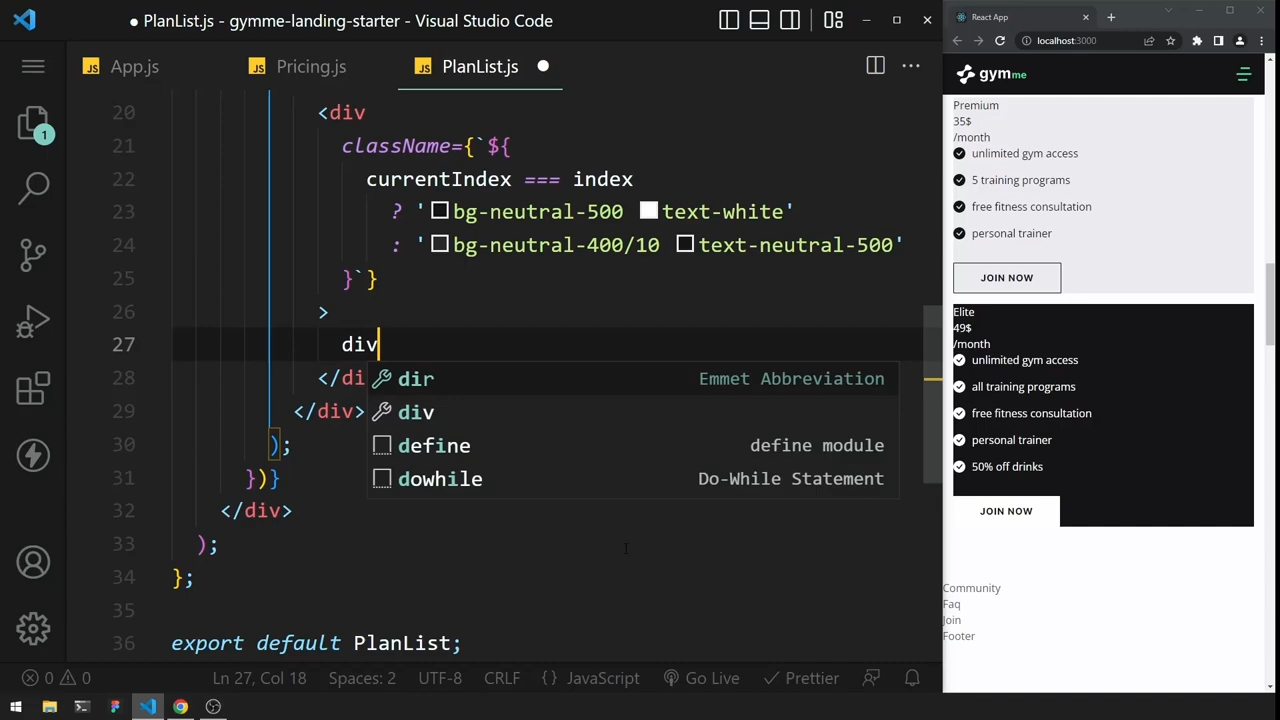 PlanList.js - gymme-landing-starter - Visual Studio Code
App.js
Pricing.js
PlanList.js
20 <div
21 className={`${
22 currentIndex === index
23 ? 'bg-neutral-500 text-white'
24 : 'bg-neutral-400/10 text-neutral-500'
25 }`}
26 >
27 div
28 </di
29 </div>
30 );
31 })}
32 </div>
33 );
34 };
35
36 export default PlanList;
dir Emmet Abbreviation
div
define define module
dowhile Do-While Statement
1
0 0
Ln 27, Col 18
Spaces: 2
UTF-8
CRLF
{} JavaScript
Go Live
Prettier
React App
localhost:3000
gymme
Premium
35$
/month
unlimited gym access
5 training programs
free fitness consultation
personal trainer
JOIN NOW
Elite
49$
/month
unlimited gym access
all training programs
free fitness consultation
personal trainer
50% off drinks
JOIN NOW
Community
Faq
Join
Footer